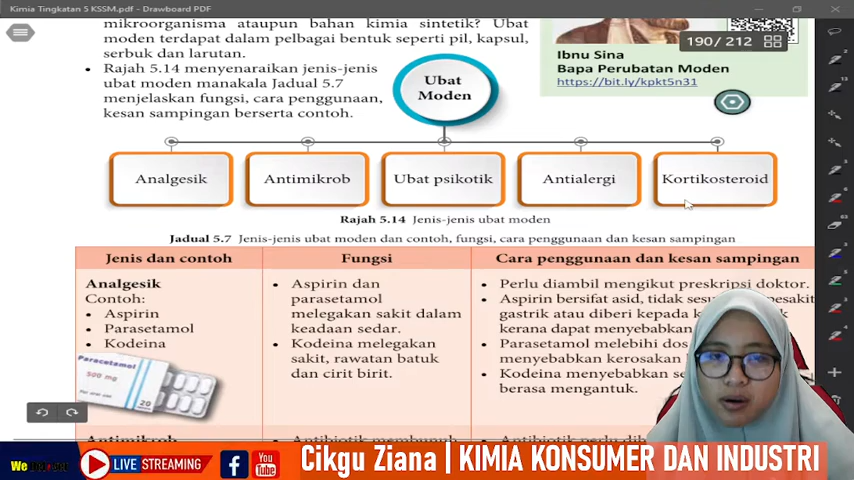 Kimia Tingkatan 5 KSSM.pdf - Drawboard PDF
mikroorganisma ataupun bahan kimia sintetik? Ubat
moden terdapat dalam pelbagai bentuk seperti pil, kapsul,
serbuk dan larutan.
• Rajah 5.14 menyenaraikan jenis-jenis
ubat moden manakala Jadual 5.7
menjelaskan fungsi, cara penggunaan,
kesan sampingan berserta contoh.
Ubat
Moden
190 / 212
Ibnu Sina
Bapa Perubatan Moden
https://bit.ly/kpkt5n31
Analgesik
Antimikrob
Ubat psikotik
Antialergi
Kortikosteroid
Rajah 5.14 Jenis-jenis ubat moden
Jadual 5.7 Jenis-jenis ubat moden dan contoh, fungsi, cara penggunaan dan kesan sampingan
Jenis dan contoh
Fungsi
Cara penggunaan dan kesan sampingan
Analgesik
Contoh:
• Aspirin
• Parasetamol
• Kodeina
Paracetamol
500 mg
20
• Aspirin dan
parasetamol
melegakan sakit dalam
keadaan sedar.
• Kodeina melegakan
sakit, rawatan batuk
dan cirit birit.
• Perlu diambil mengikut preskripsi doktor.
• Aspirin bersifat asid, tidak pesakit
gastrik atau diberi kepada
kerana dapat menyebabkan
• Parasetamol melebihi dos
menyebabkan kerosakan
• Kodeina menyebabkan
berasa mengantuk.
Antimikrob
• Antibiotik membunuh
• Antibiotik perlu
LIVE STREAMING
You
Tube
Cikgu Ziana | KIMIA KONSUMER DAN INDUSTRI